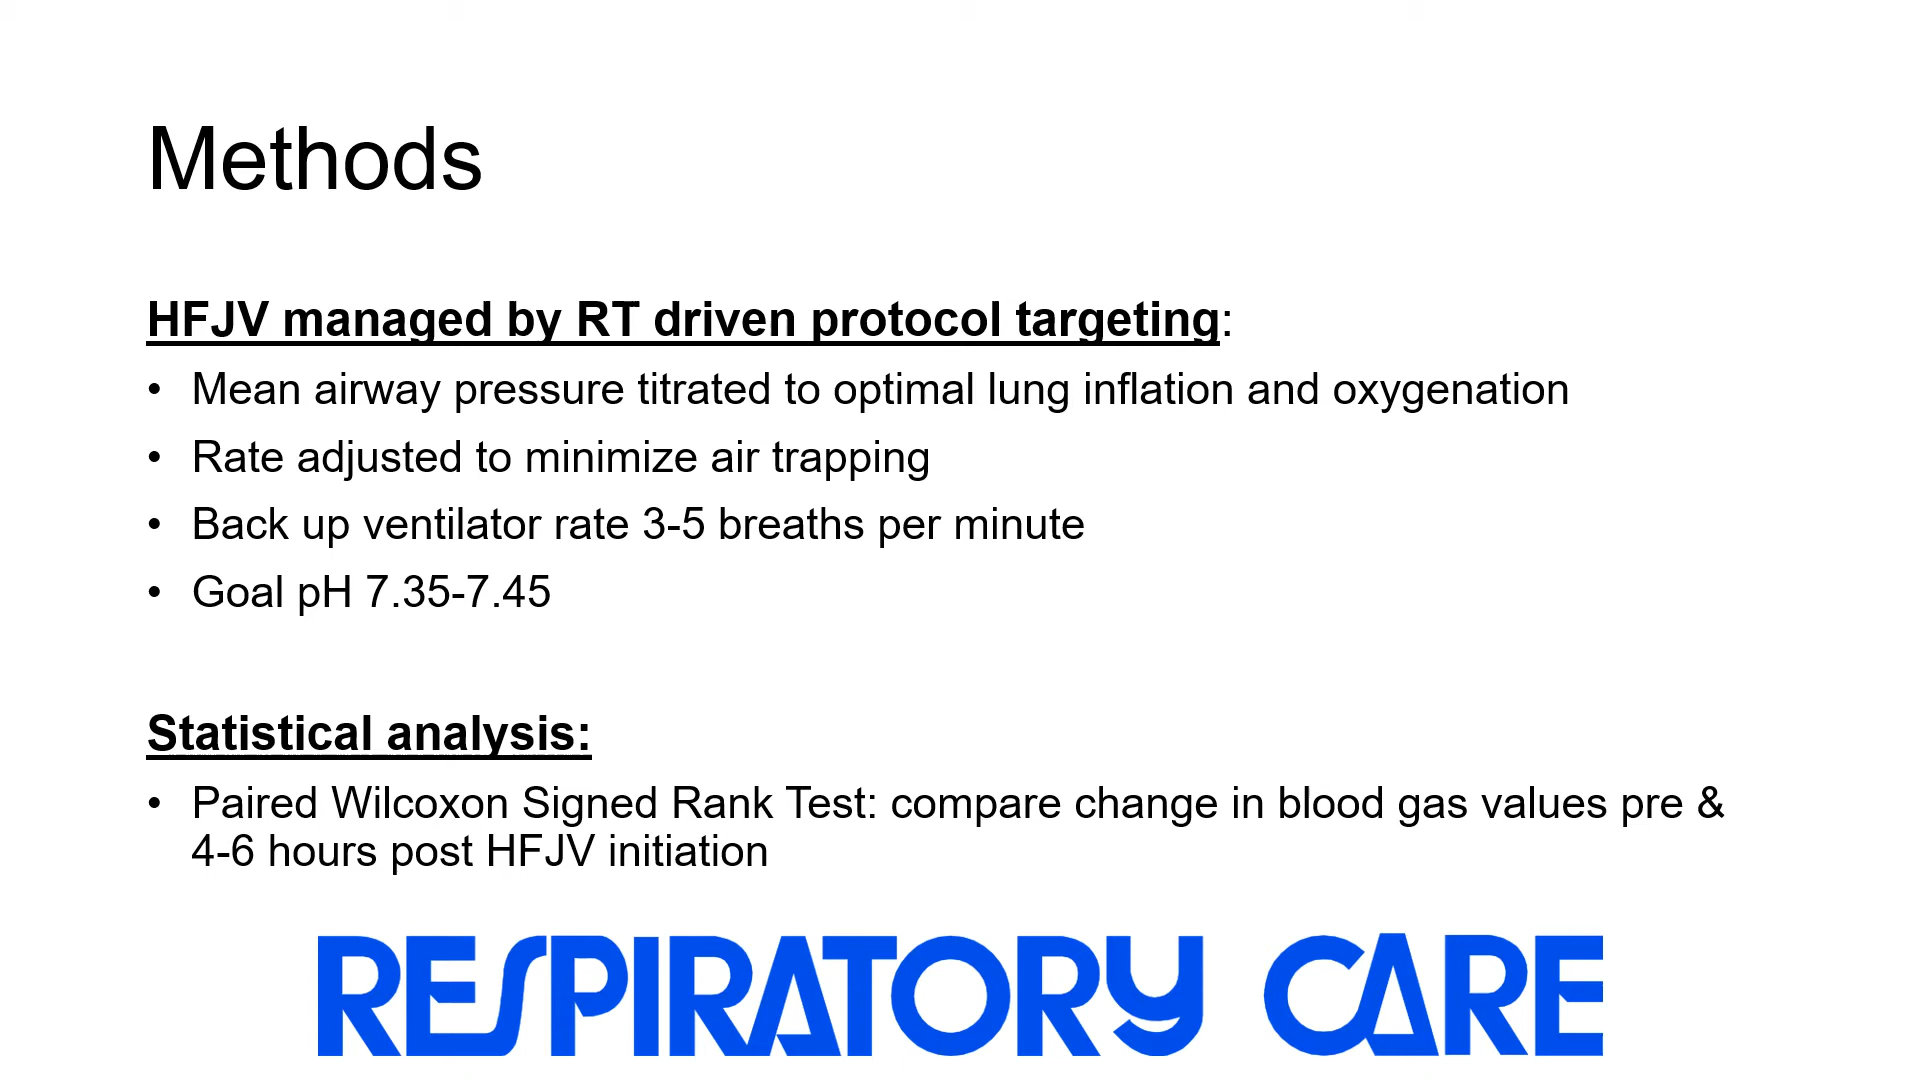 Methods
HFJV managed by RT driven protocol targeting:
• Mean airway pressure titrated to optimal lung inflation and oxygenation
• Rate adjusted to minimize air trapping
• Back up ventilator rate 3-5 breaths per minute
• Goal pH 7.35-7.45
Statistical analysis:
• Paired Wilcoxon Signed Rank Test: compare change in blood gas values pre &
4-6 hours post HFJV initiation
RESPIRATORY CARE